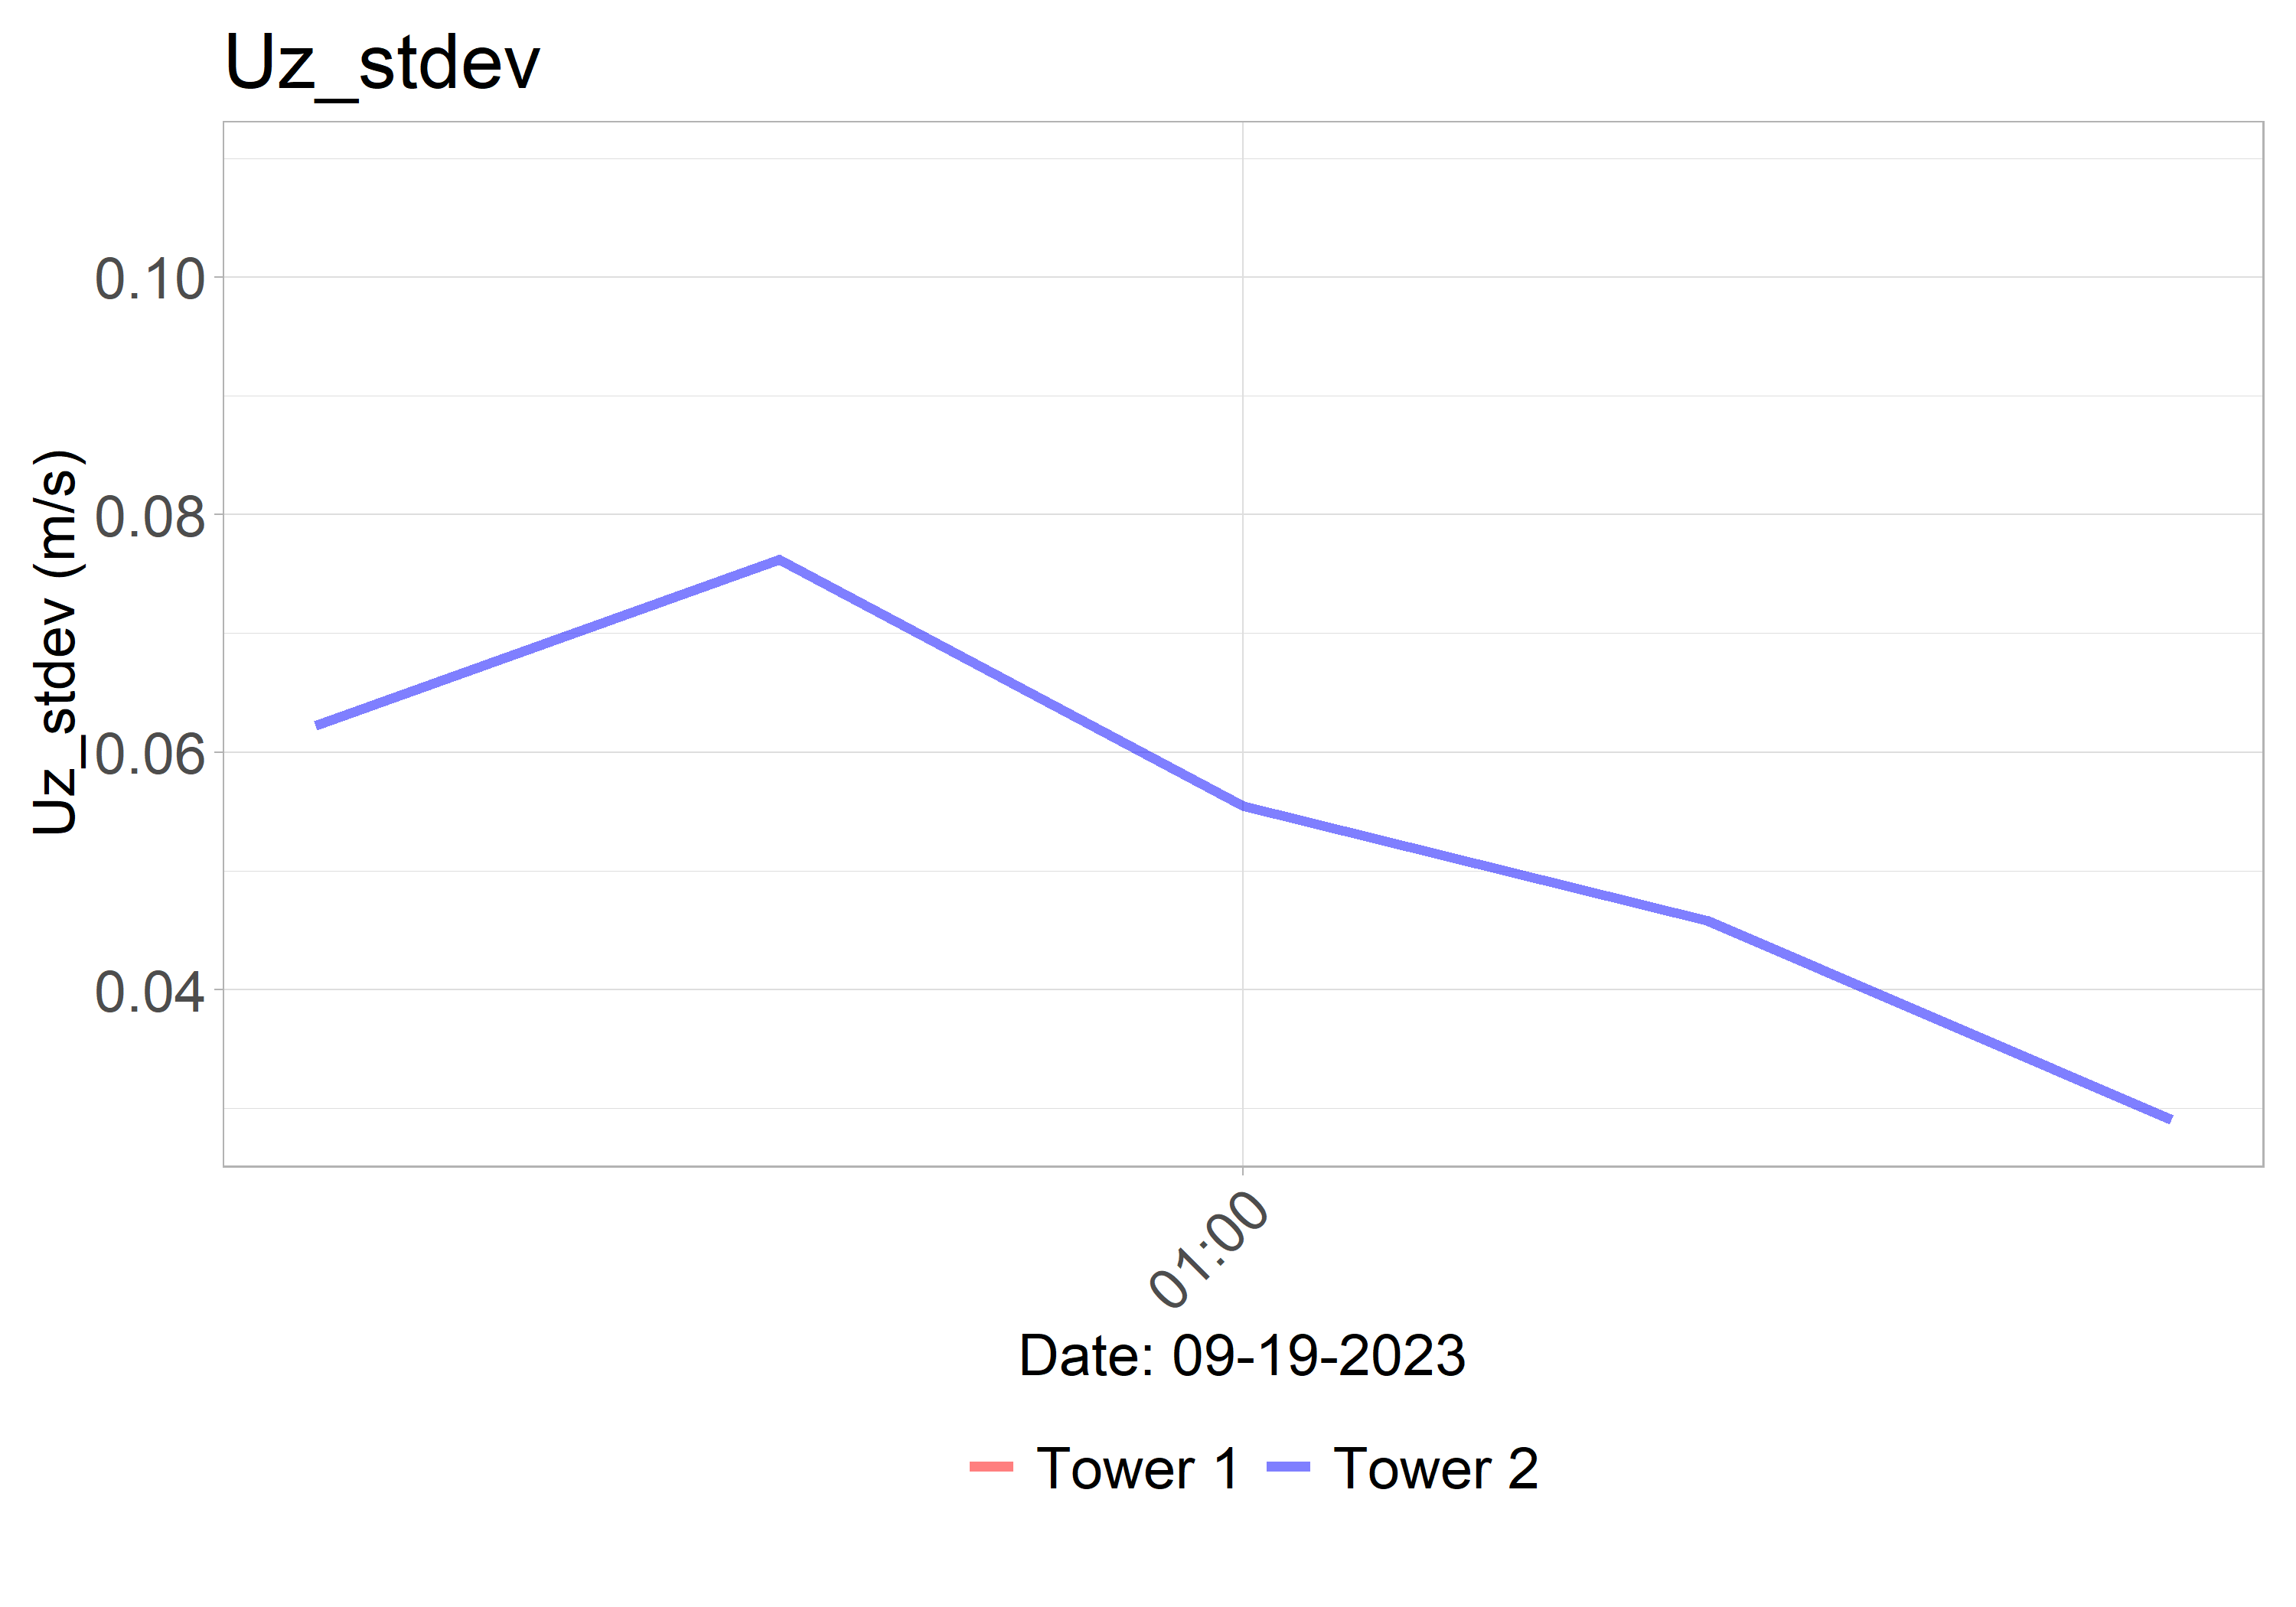 Uz_stdev
Uz_stdev (m/s)
0.10
0.08
0.06
0.04
01:00
Date: 09-19-2023
Tower 1 Tower 2